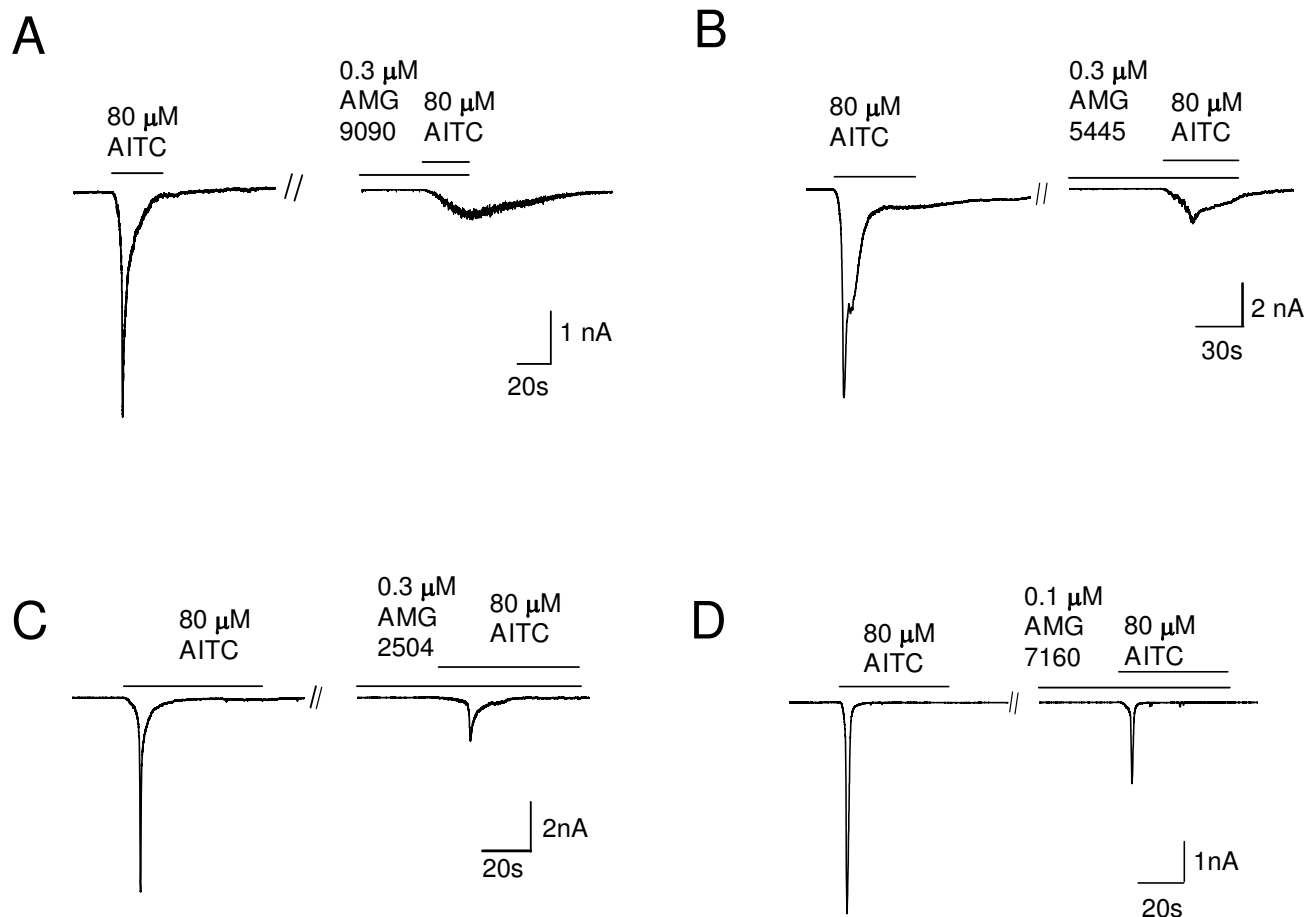 A
80 μM
AITC
0.3 μM
AMG
9090
80 μM
AITC
1 nA
20s
B
80 μM
AITC
0.3 μM
AMG
5445
80 μM
AITC
2 nA
30s
C
80 μM
AITC
0.3 μM
AMG
2504
80 μM
AITC
2nA
20s
D
80 μM
AITC
0.1 μM
AMG
7160
80 μM
AITC
1nA
20s